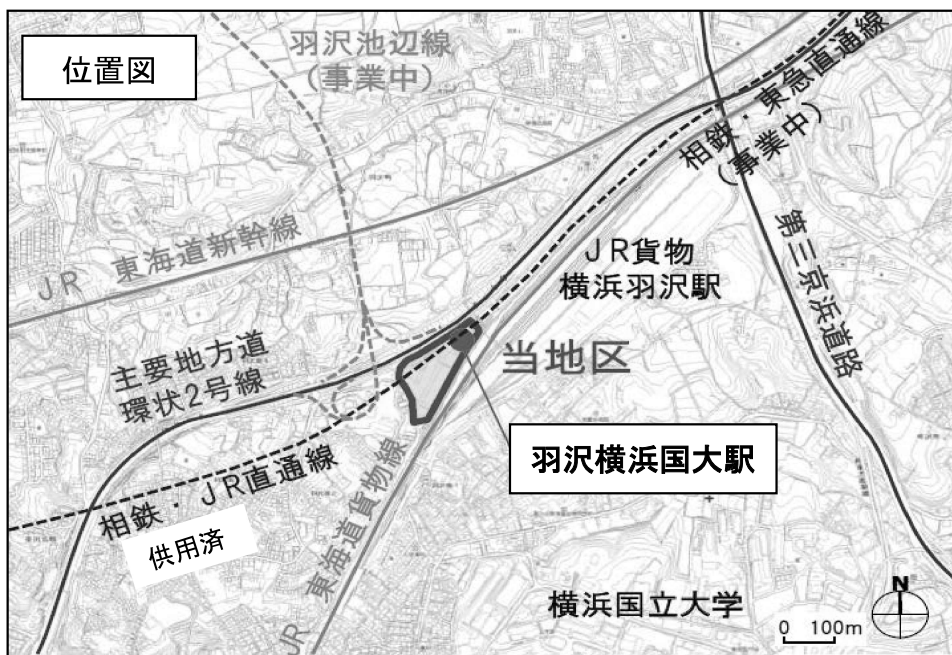 位置図
羽沢池辺線
(事業中)
相鉄・東急直通線
(事業中)
JR 東海道新幹線
JR貨物
横浜羽沢駅
第三京浜道路
主要地方道
環状2号線
当地区
羽沢横浜国大駅
相鉄・JR直通線
供用済
JR 東海道貨物線
横浜国立大学
N
0 100m